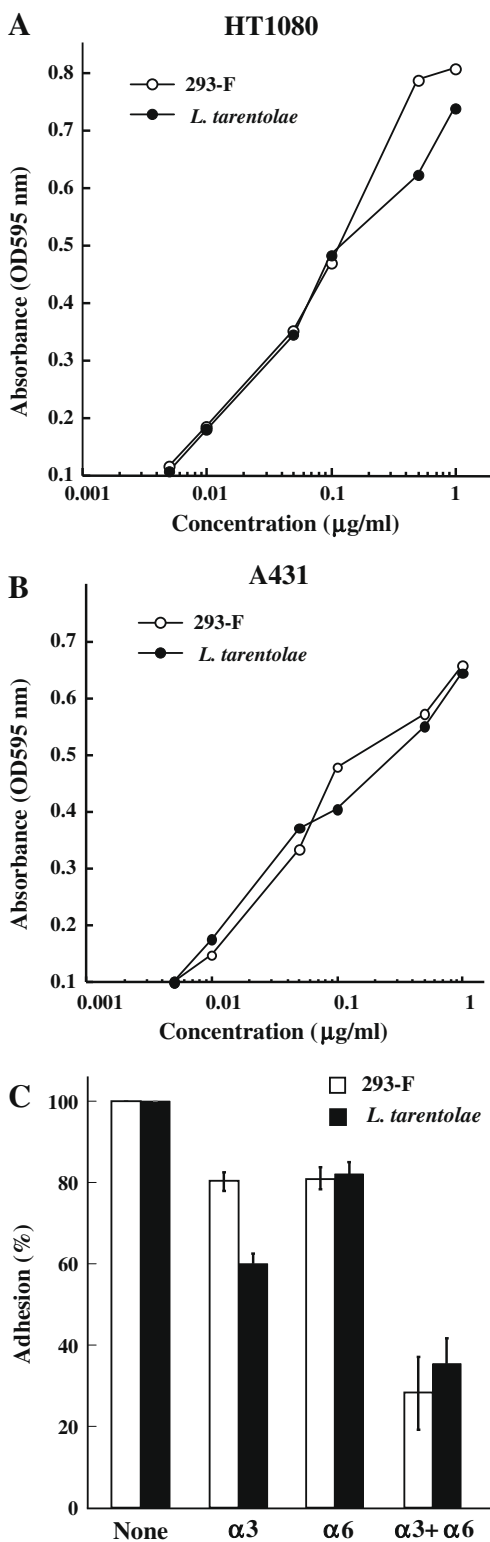 A
HT1080
293-F
L. tarentolae
0.8
0.7
0.6
0.5
0.4
0.3
0.2
0.1
Absorbance (OD595 nm)
0.001
0.01
0.1
1
Concentration (μg/ml)
B
A431
293-F
L. tarentolae
0.7
0.6
0.5
0.4
0.3
0.2
0.1
Absorbance (OD595 nm)
0.001
0.01
0.1
1
Concentration (μg/ml)
C
293-F
L. tarentolae
100
80
60
40
20
0
Adhesion (%)
None
α3
α6
α3+ α6